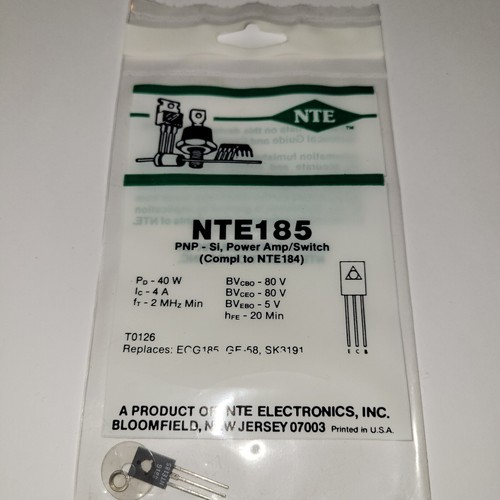 NTE
TM
NTE185
PNP - Si, Power Amp/Switch
(Compl to NTE184)
PD - 40 W BVCBO - 80 V
IC - 4 A BVCEO - 80 V
fT - 2 MHz Min BVEBO - 5 V
hFE - 20 Min
E C B
T0126
Replaces: ECG185, GE-58, SK3191
A PRODUCT OF NTE ELECTRONICS, INC.
BLOOMFIELD, NEW JERSEY 07003 Printed in U.S.A.
NTE185